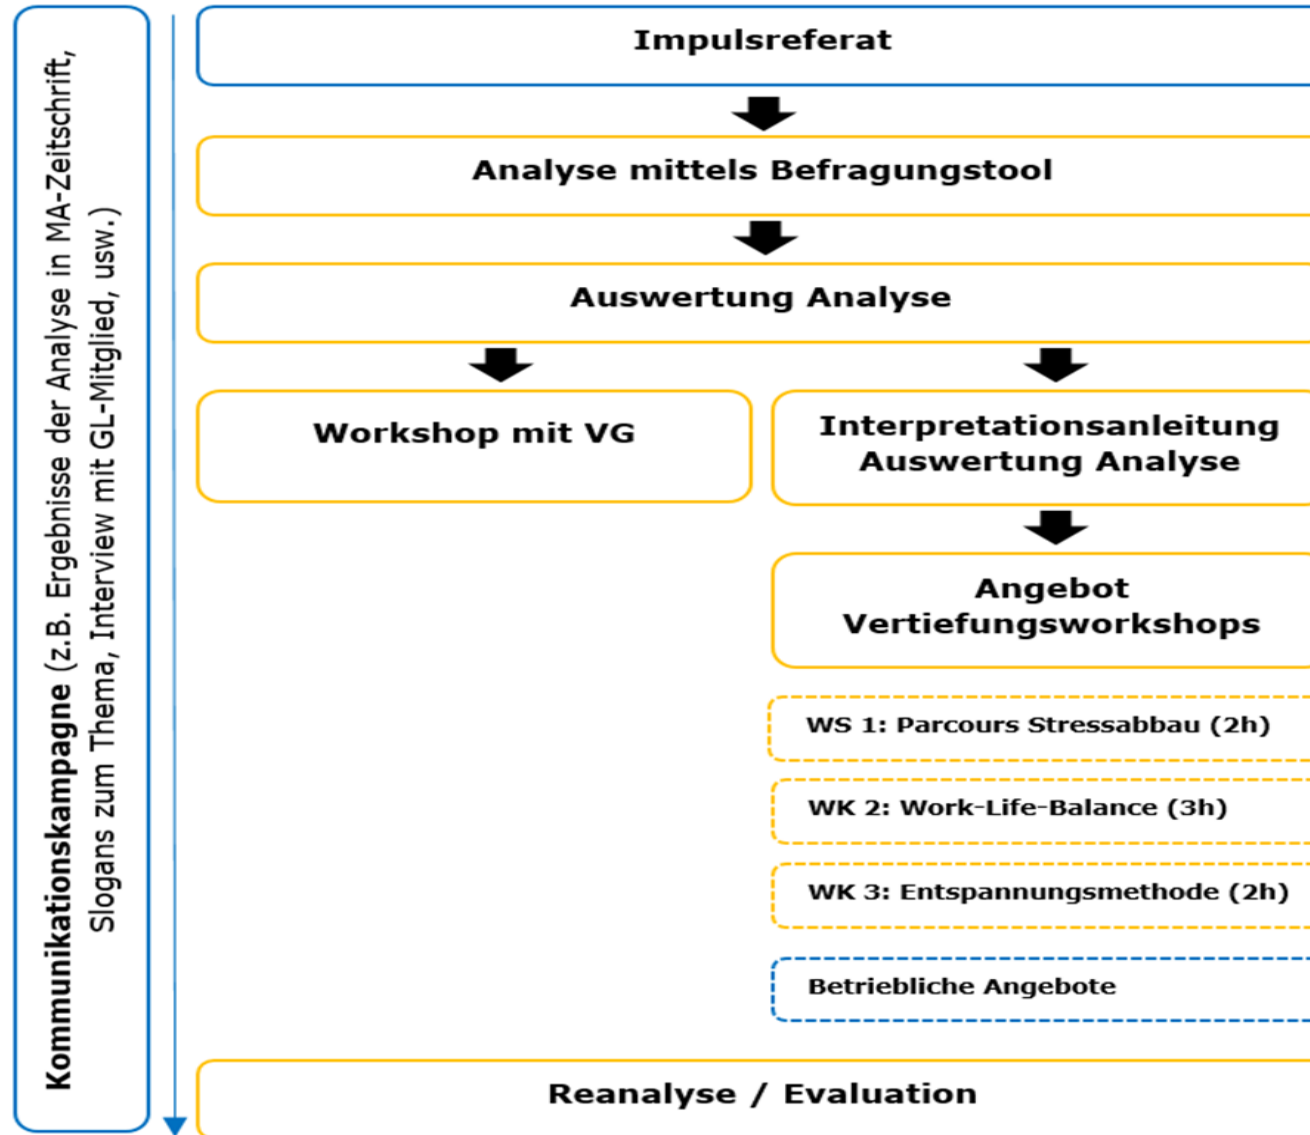 Kommunikationskampagne (z.B. Ergebnisse der Analyse in MA-Zeitschrift,
Slogans zum Thema, Interview mit GL-Mitglied, usw.)
Impulsreferat
Analyse mittels Befragungstool
Auswertung Analyse
Workshop mit VG
Interpretationsanleitung
Auswertung Analyse
Angebot
Vertiefungsworkshops
WS 1: Parcours Stressabbau (2h)
WK 2: Work-Life-Balance (3h)
WK 3: Entspannungsmethode (2h)
Betriebliche Angebote
Reanalyse / Evaluation